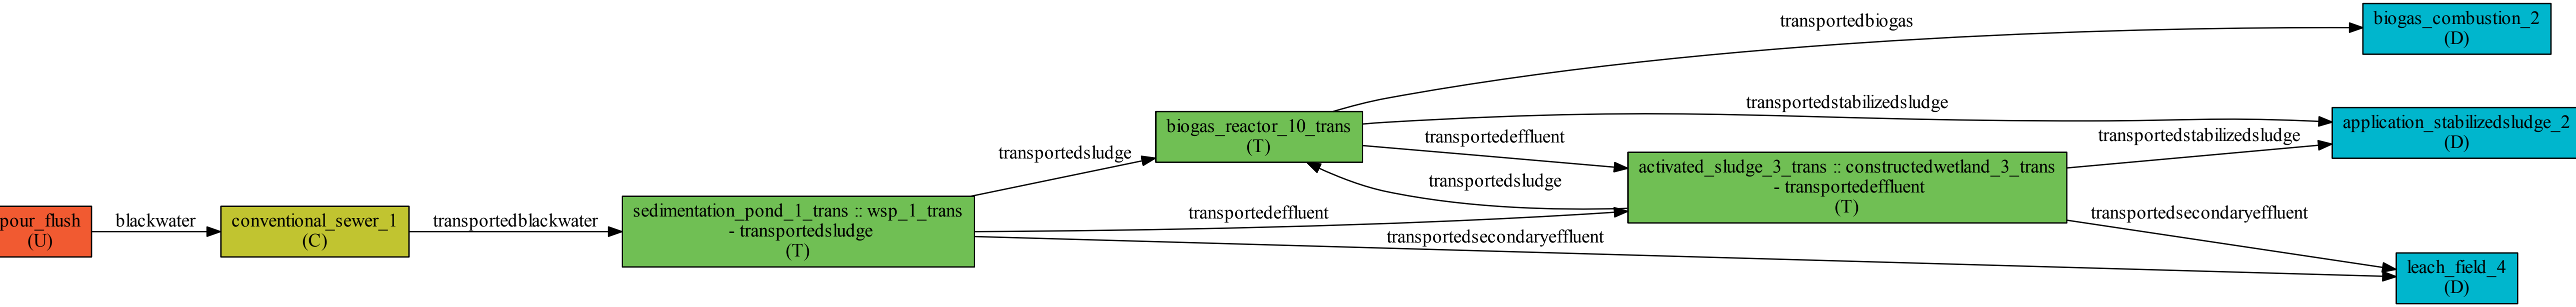 transportedbiogas
biogas_combustion_2
(D)
transportedstabilizedsludge
biogas_reactor_10_trans
(T)
transportedeffluent
transportedstabilizedsludge
application_stabilizedsludge_2
(D)
transportedsludge
transportedsludge
activated_sludge_3_trans :: constructedwetland_3_trans
- transportedeffluent
(T)
pour_flush
(U)
blackwater
conventional_sewer_1
(C)
transportedblackwater
sedimentation_pond_1_trans :: wsp_1_trans
- transportedsludge
(T)
transportedeffluent
transportedsecondaryeffluent
transportedsecondaryeffluent
leach_field_4
(D)